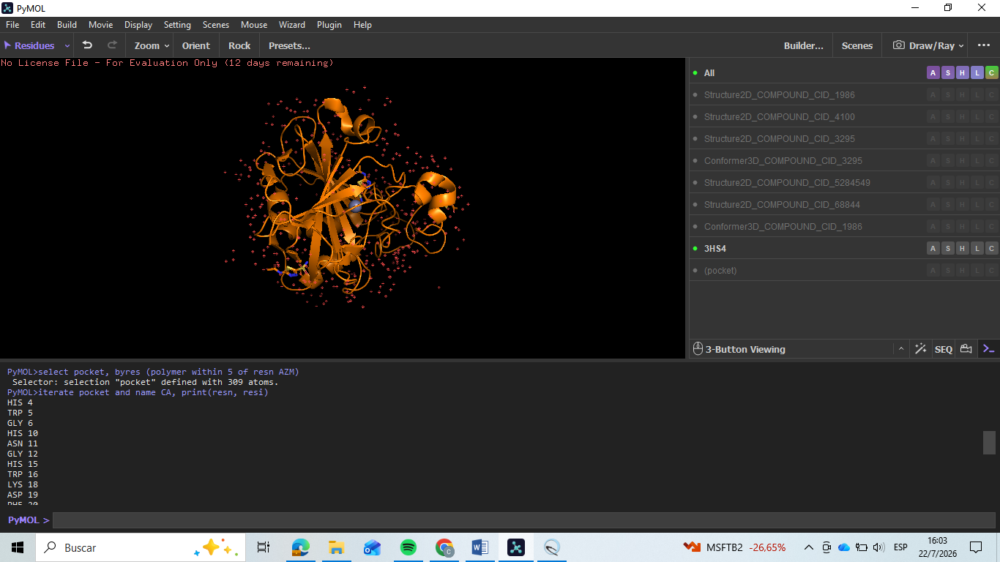 PyMOL
File Edit Build Movie Display Setting Scenes Mouse Wizard Plugin Help
Residues Zoom Orient Rock Presets... Builder... Scenes Draw/Ray
No License File - For Evaluation Only (12 days remaining)
All A S H L C
Structure2D_COMPOUND_CID_1986 A S H L C
Structure2D_COMPOUND_CID_4100 A S H L C
Structure2D_COMPOUND_CID_3295 A S H L C
Conformer3D_COMPOUND_CID_3295 A S H L C
Structure2D_COMPOUND_CID_5284549 A S H L C
Structure2D_COMPOUND_CID_68844 A S H L C
Conformer3D_COMPOUND_CID_1986 A S H L C
3HS4 A S H L C
(pocket) A S H L C
3-Button Viewing SEQ
PyMOL>select pocket, byres (polymer within 5 of resn AZM)
Selector: selection "pocket" defined with 309 atoms.
PyMOL>iterate pocket and name CA, print(resn, resi)
HIS 4
TRP 5
GLY 6
HIS 10
ASN 11
GLY 12
HIS 15
TRP 16
LYS 18
ASP 19
PHE 20
PyMOL >
Buscar
MSFTB2 -26,65%
ESP
16:03
22/7/2026